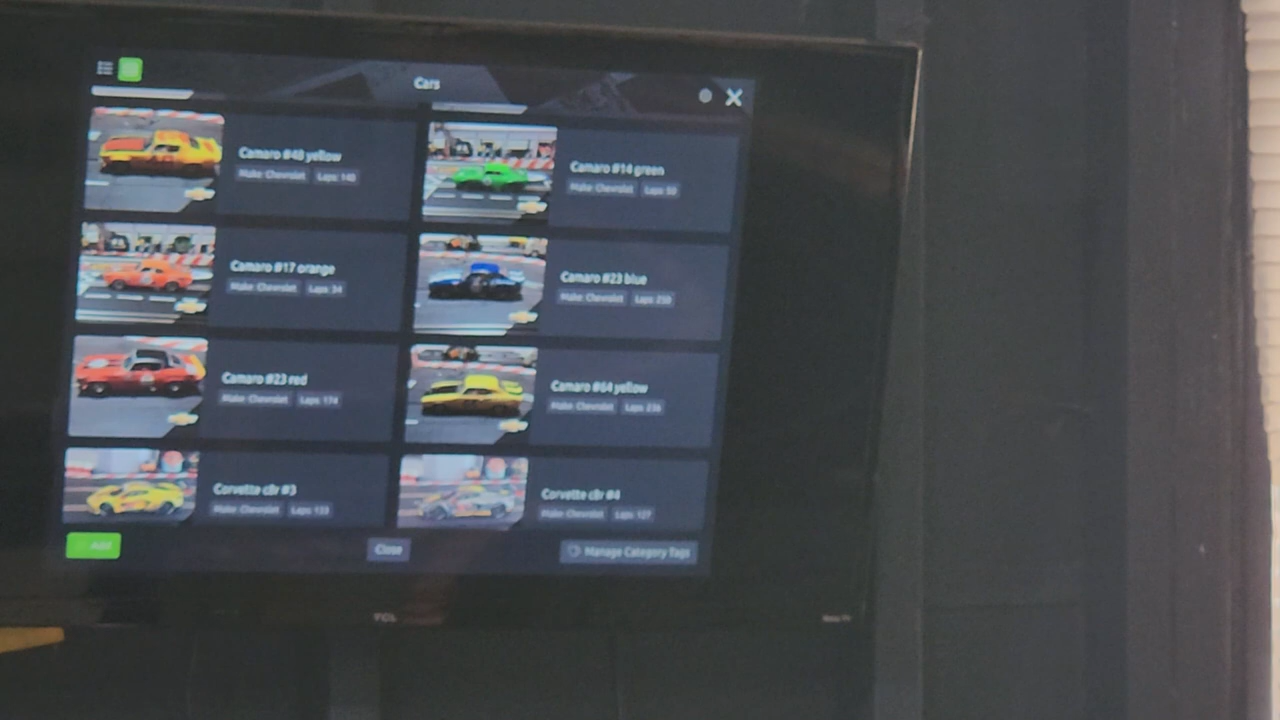 Cars
Camaro #48 yellow
Make: Chevrolet Laps: 148
Camaro #14 green
Make: Chevrolet Laps: 80
Camaro #17 orange
Make: Chevrolet Laps: 34
Camaro #23 blue
Make: Chevrolet Laps: 258
Camaro #23 red
Make: Chevrolet Laps: 174
Camaro #64 yellow
Make: Chevrolet Laps: 236
Corvette c8r #3
Make: Chevrolet Laps: 133
Corvette c8r #4
Make: Chevrolet Laps: 127
Add
Close
Manage Category Tags
TCL